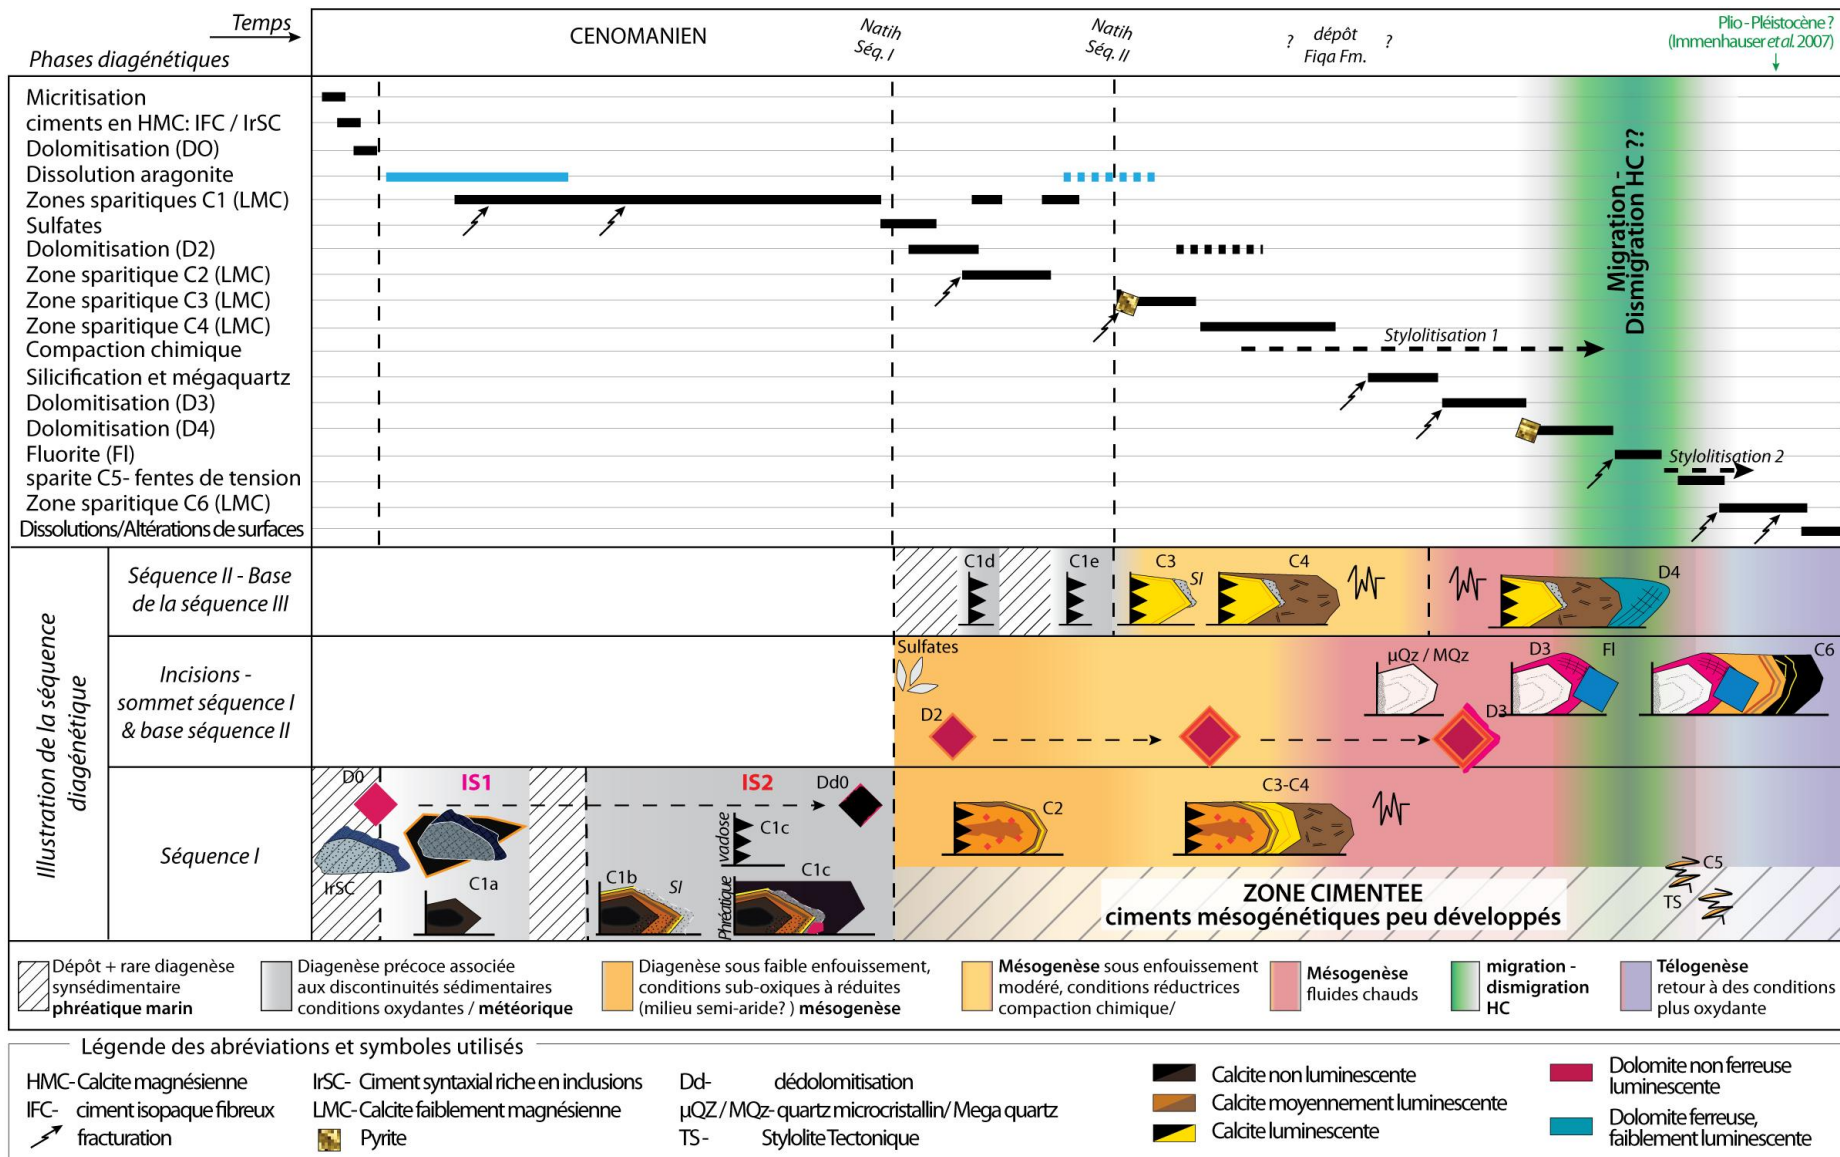 Temps
Phases diagénétiques
CENOMANIEN
Natih
Séq. I
Natih
Séq. II
? dépôt ?
Fiqa Fm.
Plio-Pléistocène ?
(Immenhauser et al. 2007)
Micritisation
ciments en HMC: IFC / IrSC
Dolomitisation (DO)
Dissolution aragonite
Zones sparitiques C1 (LMC)
Sulfates
Dolomitisation (D2)
Zone sparitique C2 (LMC)
Zone sparitique C3 (LMC)
Zone sparitique C4 (LMC)
Compaction chimique
Silicification et mégaquartz
Dolomitisation (D3)
Dolomitisation (D4)
Fluorite (Fl)
sparite C5- fentes de tension
Zone sparitique C6 (LMC)
Dissolutions/Altérations de surfaces
Stylolitisation 1
Stylolitisation 2
Migration -
Dismigration HC ??
Illustration de la séquence
diagénétique
Séquence II - Base
de la séquence III
C1d
C1e
C3
SI
C4
D4
Incisions -
sommet séquence I
& base séquence II
Sulfates
D2
µQz / MQz
D3
D3
Fl
C6
Séquence I
D0
IrSC
IS1
C1a
C1b
SI
IS2
Dd0
vadose
C1c
Phréatique
C1c
C2
C3-C4
ZONE CIMENTEE
ciments mésogénétiques peu développés
C5
TS
Dépôt + rare diagenèse
synsédimentaire
phréatique marin
Diagenèse précoce associée
aux discontinuités sédimentaires
conditions oxydantes / météorique
Diagenèse sous faible enfouissement,
conditions sub-oxiques à réduites
(milieu semi-aride? ) mésogenèse
Mésogenèse sous enfouissement
modéré, conditions réductrices
compaction chimique/
Mésogenèse
fluides chauds
migration -
dismigration
HC
Télogenèse
retour à des conditions
plus oxydante
Légende des abréviations et symboles utilisés
HMC- Calcite magnésienne
IFC- ciment isopaque fibreux
fracturation
IrSC- Ciment syntaxial riche en inclusions
LMC- Calcite faiblement magnésienne
Pyrite
Dd- dédolomitisation
µQZ / MQz- quartz microcristallin/ Mega quartz
TS- Stylolite Tectonique
Calcite non luminescente
Calcite moyennement luminescente
Calcite luminescente
Dolomite non ferreuse
luminescente
Dolomite ferreuse,
faiblement luminescente